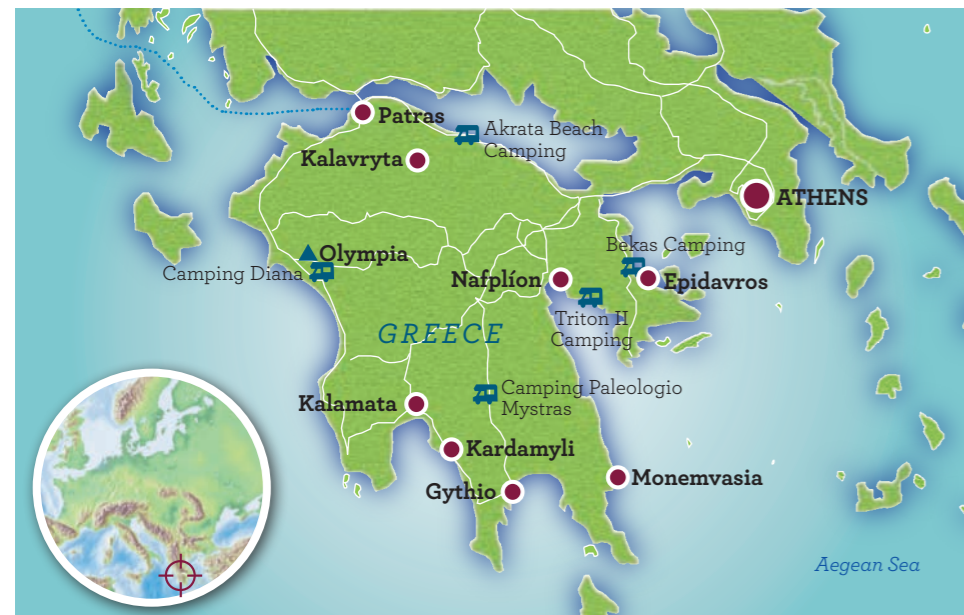 Patras
Akrata Beach
Camping
Kalavryta
ATHENS
Olympia
Camping Diana
Bekas Camping
Nafplíon
Epidavros
Triton II
Camping
GREECE
Camping Paleologio
Mystras
Kalamata
Kardamyli
Gythio
Monemvasia
Aegean Sea